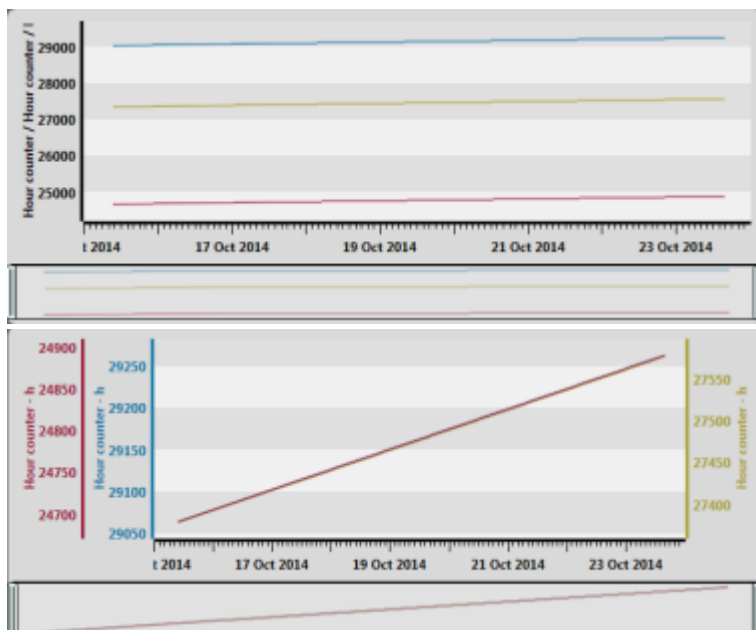 Hour counter / Hour counter / l
29000
28000
27000
26000
25000
t 2014
17 Oct 2014
19 Oct 2014
21 Oct 2014
23 Oct 2014
Hour counter - h
24900
24850
24800
24750
24700
Hour counter - h
29250
29200
29150
29100
29050
27550
27500
27450
27400
Hour counter - h
t 2014
17 Oct 2014
19 Oct 2014
21 Oct 2014
23 Oct 2014